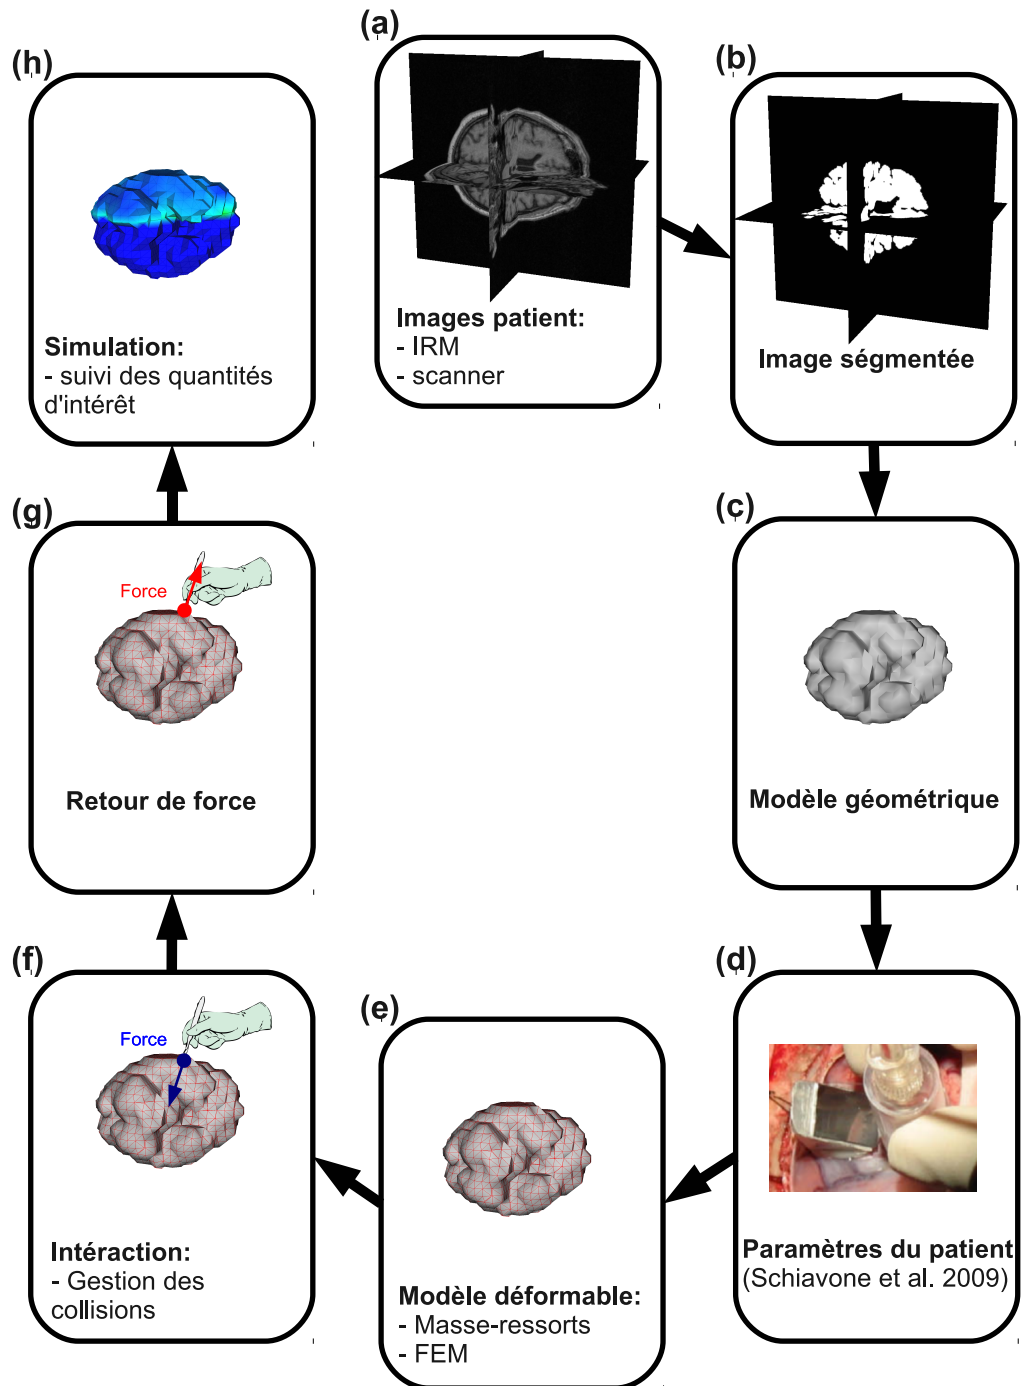 (a)
Images patient:
- IRM
- scanner
(b)
Image ségmentée
(c)
Modèle géométrique
(d)
Paramètres du patient
(Schiavone et al. 2009)
(e)
Modèle déformable:
- Masse-ressorts
- FEM
(f)
Force
Intéraction:
- Gestion des
collisions
(g)
Force
Retour de force
(h)
Simulation:
- suivi des quantités
d'intérêt